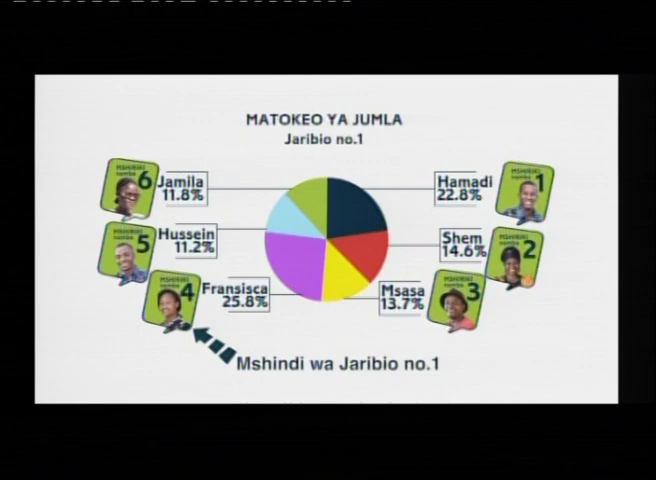 MATOKEO YA JUMLA
Jaribio no.1
MSHIRIKI
namba
6
Jamila
11.8%
Hamadi
22.8%
MSHIRIKI
namba
1
MSHIRIKI
namba
5
Hussein
11.2%
Shem
14.6%
MSHIRIKI
namba
2
MSHIRIKI
namba
4
Fransisca
25.8%
Msasa
13.7%
MSHIRIKI
namba
3
Mshindi wa Jaribio no.1